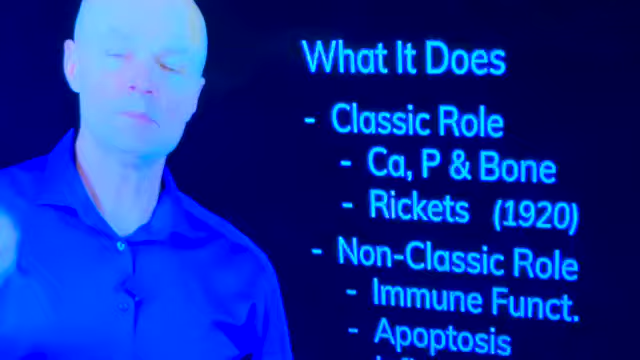 What It Does
- Classic Role
- Ca, P & Bone
- Rickets (1920)
- Non-Classic Role
- Immune Funct.
- Apoptosis